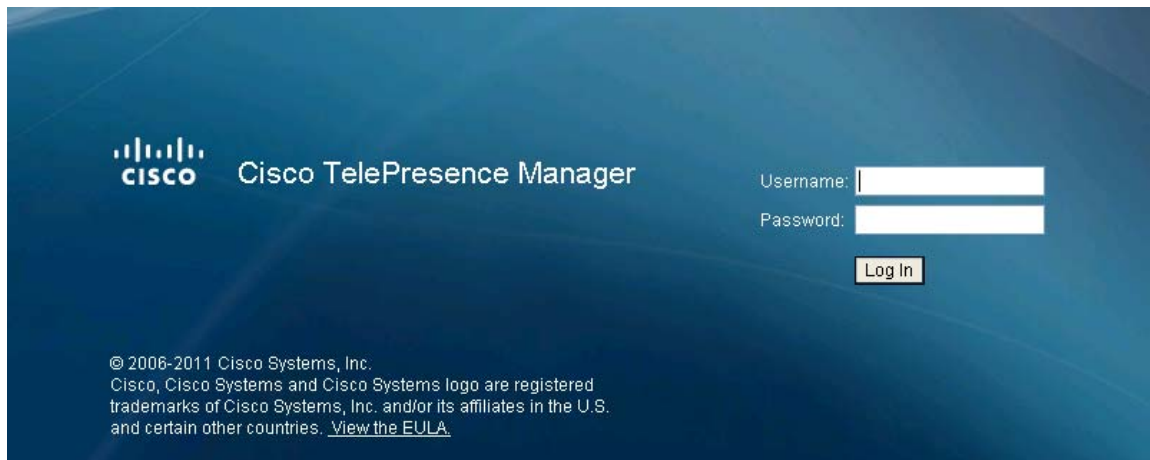 CISCO
Cisco TelePresence Manager
Username:
Password:
Log In
© 2006-2011 Cisco Systems, Inc.
Cisco, Cisco Systems and Cisco Systems logo are registered
trademarks of Cisco Systems, Inc. and/or its affiliates in the U.S.
and certain other countries. View the EULA.